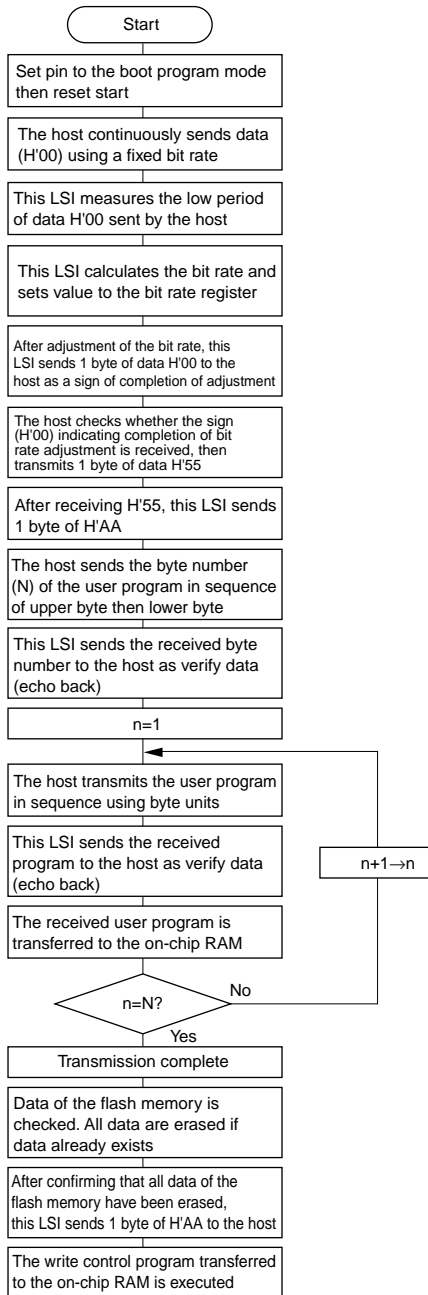 Start
Set pin to the boot program mode
then reset start
The host continuously sends data
(H'00) using a fixed bit rate
This LSI measures the low period
of data H'00 sent by the host
This LSI calculates the bit rate and
sets value to the bit rate register
After adjustment of the bit rate, this
LSI sends 1 byte of data H'00 to the
host as a sign of completion of adjustment
The host checks whether the sign
(H'00) indicating completion of bit
rate adjustment is received, then
transmits 1 byte of data H'55
After receiving H'55, this LSI sends
1 byte of H'AA
The host sends the byte number
(N) of the user program in sequence
of upper byte then lower byte
This LSI sends the received byte
number to the host as verify data
(echo back)
n=1
The host transmits the user program
in sequence using byte units
This LSI sends the received
program to the host as verify data
(echo back)
n+1→n
The received user program is
transferred to the on-chip RAM
n=N?
No
Yes
Transmission complete
Data of the flash memory is
checked. All data are erased if
data already exists
After confirming that all data of the
flash memory have been erased,
this LSI sends 1 byte of H'AA to the host
The write control program transferred
to the on-chip RAM is executed